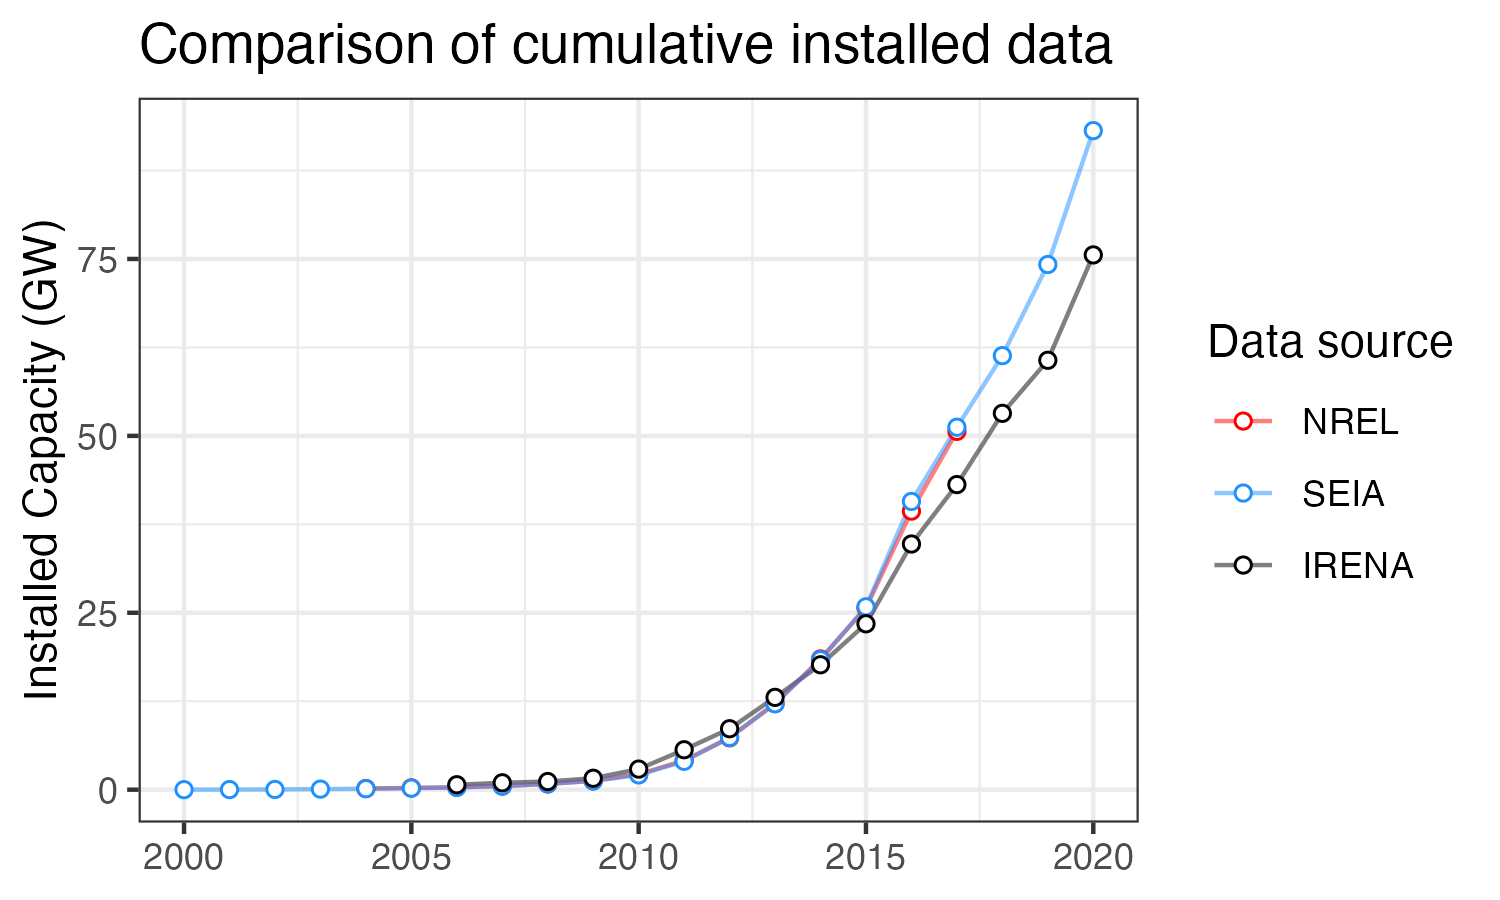 Comparison of cumulative installed data
Installed Capacity (GW)
75
50
25
0
2000 2005 2010 2015 2020
Data source
NREL
SEIA
IRENA